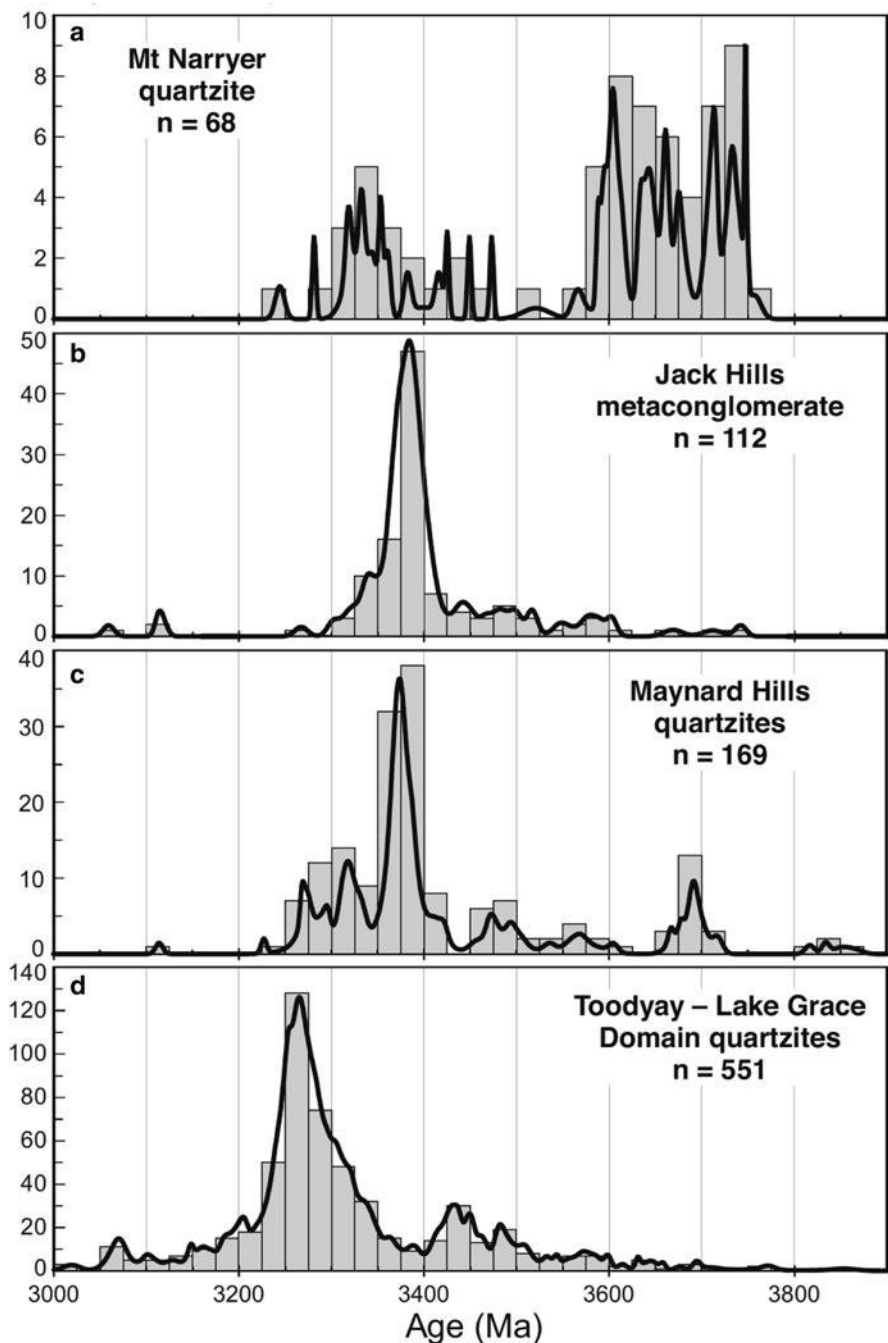 a
Mt Narryer
quartzite
n = 68
10
8
6
4
2
0
b
Jack Hills
metaconglomerate
n = 112
50
40
30
20
10
0
c
Maynard Hills
quartzites
n = 169
40
30
20
10
0
d
Toodyay – Lake Grace
Domain quartzites
n = 551
140
120
100
80
60
40
20
0
3000 3200 3400 3600 3800
Age (Ma)